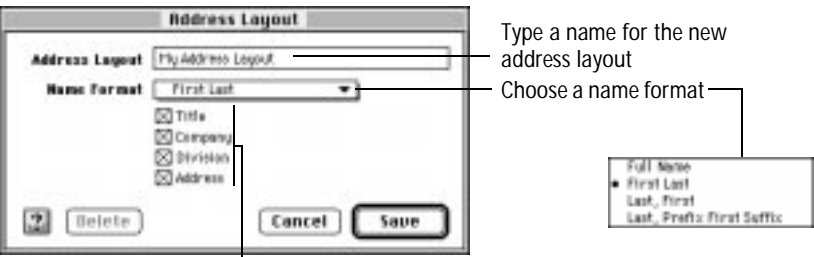 Address Layout
Address Layout My Address Layout
Name Format First Last
Title
Company
Division
Address
? Delete Cancel Save
Type a name for the new
address layout
Choose a name format
Full Name
First Last
Last, First
Last, Prefix First Suffix